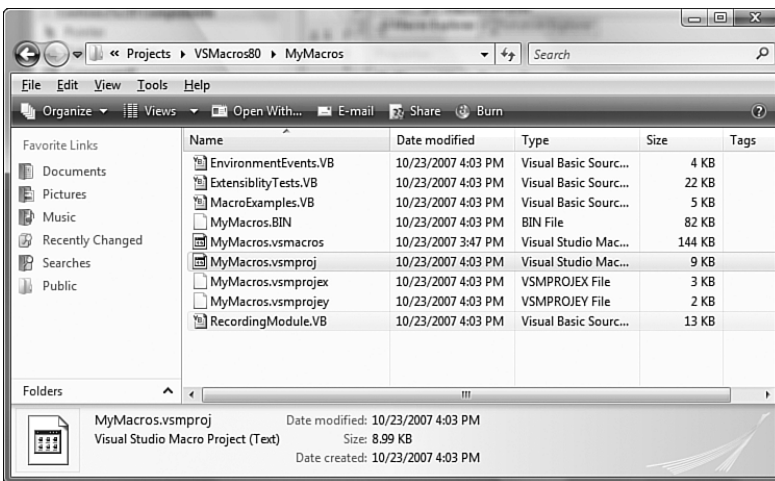 « Projects ▸ VSMacros80 ▸ MyMacros Search
File Edit View Tools Help
Organize Views Open With... E-mail Share Burn
Favorite Links
Documents
Pictures
Music
Recently Changed
Searches
Public
Folders
Name Date modified Type Size Tags
EnvironmentEvents.VB 10/23/2007 4:03 PM Visual Basic Sourc... 4 KB
ExtensiblityTests.VB 10/23/2007 4:03 PM Visual Basic Sourc... 22 KB
MacroExamples.VB 10/23/2007 4:03 PM Visual Basic Sourc... 5 KB
MyMacros.BIN 10/23/2007 4:03 PM BIN File 82 KB
MyMacros.vsmacros 10/23/2007 3:47 PM Visual Studio Mac... 144 KB
MyMacros.vsmproj 10/23/2007 4:03 PM Visual Studio Mac... 9 KB
MyMacros.vsmprojex 10/23/2007 4:03 PM VSMPROJEX File 3 KB
MyMacros.vsmprojey 10/23/2007 4:03 PM VSMPROJEY File 2 KB
RecordingModule.VB 10/23/2007 4:03 PM Visual Basic Sourc... 13 KB
MyMacros.vsmproj Date modified: 10/23/2007 4:03 PM
Visual Studio Macro Project (Text) Size: 8.99 KB
Date created: 10/23/2007 4:03 PM